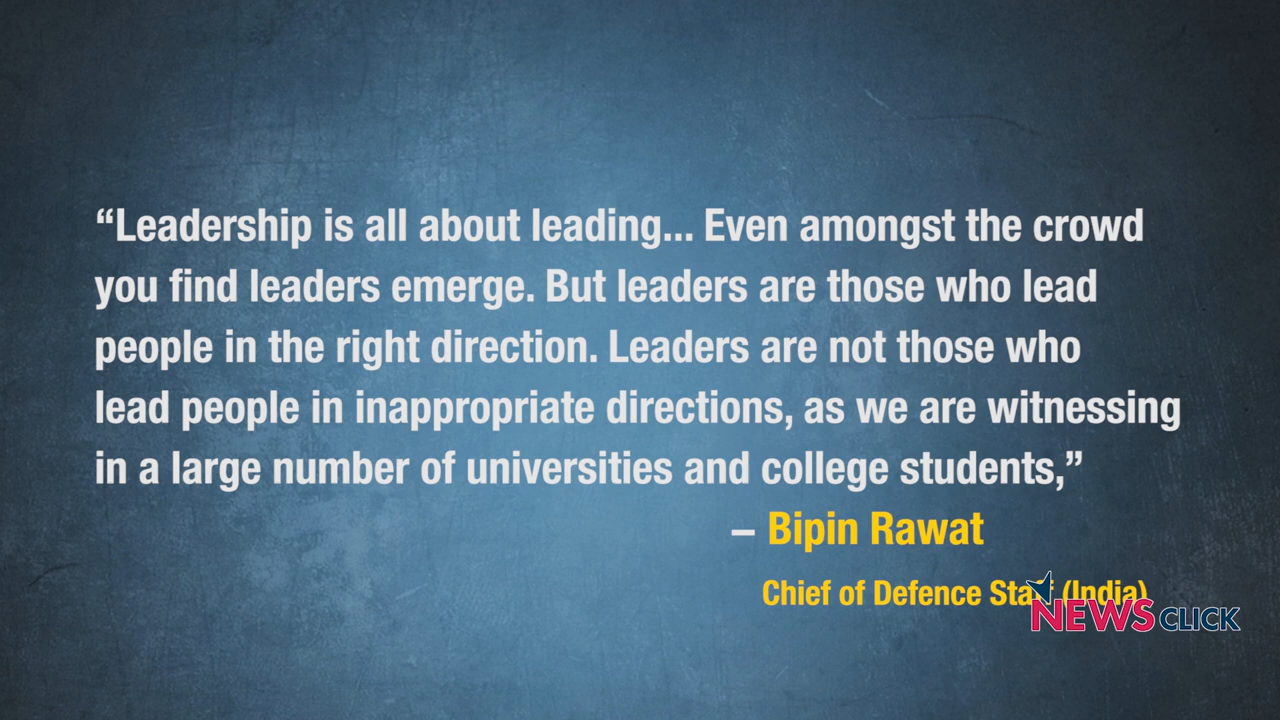 “Leadership is all about leading... Even amongst the crowd
you find leaders emerge. But leaders are those who lead
people in the right direction. Leaders are not those who
lead people in inappropriate directions, as we are witnessing
in a large number of universities and college students,”
– Bipin Rawat
Chief of Defence Staff (India)
NEWSCLICK